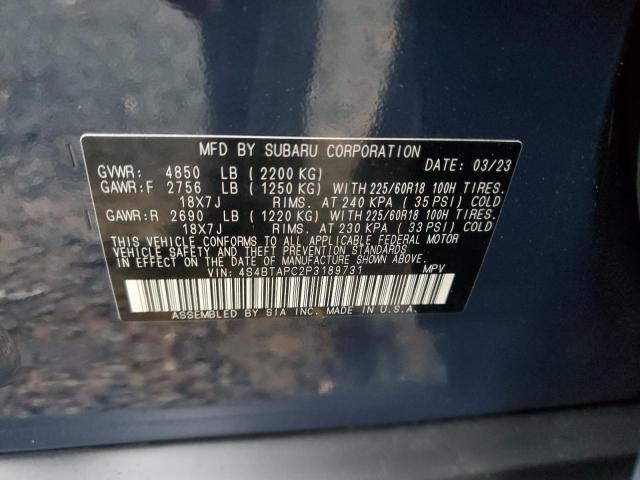 MFD BY SUBARU CORPORATION DATE: 03/23
GVWR: 4850 LB (2200 KG)
GAWR:F 2756 LB (1250 KG) WITH 225/60R18 100H TIRES.
18X7J RIMS. AT 240 KPA (35 PSI) COLD
GAWR:R 2690 LB (1220 KG) WITH 225/60R18 100H TIRES.
18X7J RIMS. AT 230 KPA (33 PSI) COLD
THIS VEHICLE CONFORMS TO ALL APPLICABLE FEDERAL MOTOR
VEHICLE SAFETY AND THEFT PREVENTION STANDARDS IN EFFECT
ON THE DATE OF MANUFACTURE SHOWN ABOVE.
VIN: 4S4BTAPC2P3189731 MPV
ASSEMBLED BY SIA INC. MADE IN U.S.A.